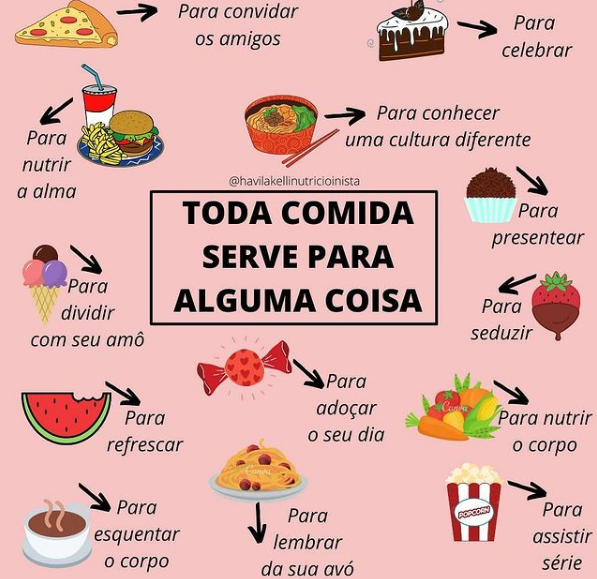 Para convidar
os amigos
Para
celebrar
Para
nutrir
a alma
Para conhecer
uma cultura diferente
@havilakellinutricioinista
TODA COMIDA
SERVE PARA
ALGUMA COISA
Para
presentear
Para
dividir
com seu amô
Para
seduzir
Para
adoçar
o seu dia
Para
refrescar
Canva
Para nutrir
o corpo
Canva
Para
esquentar
o corpo
Para
lembrar
da sua avó
POPCORN
Para
assistir
série